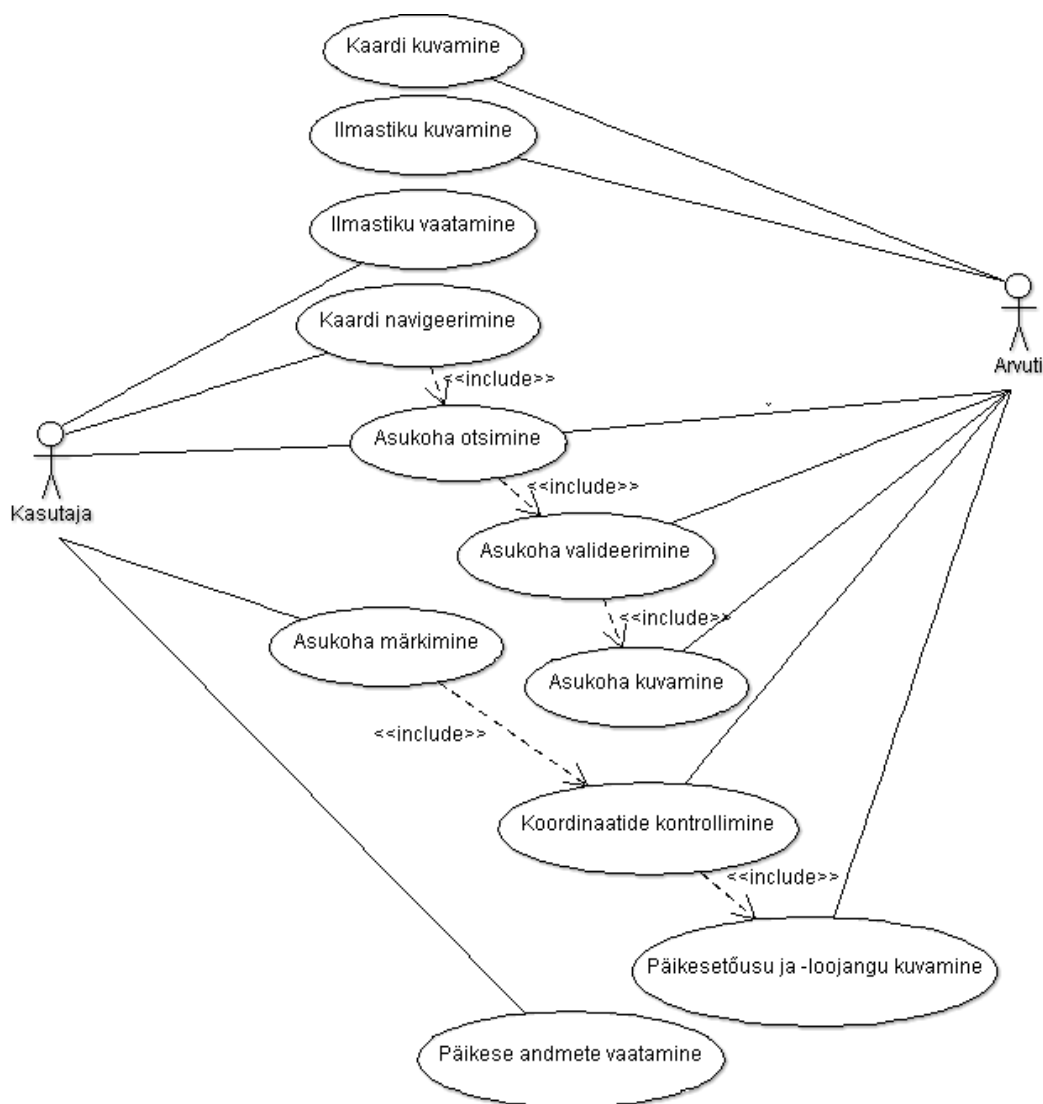 Kaardi kuvamine
Ilmastiku kuvamine
Ilmastiku vaatamine
Kaardi navigeerimine
Arvuti
<<include>>
Asukoha otsimine
<<include>>
Kasutaja
Asukoha valideerimine
<<include>>
Asukoha märkimine
Asukoha kuvamine
<<include>>
Koordinaatide kontrollimine
<<include>>
Päikesetõusu ja -loojangu kuvamine
Päikese andmete vaatamine